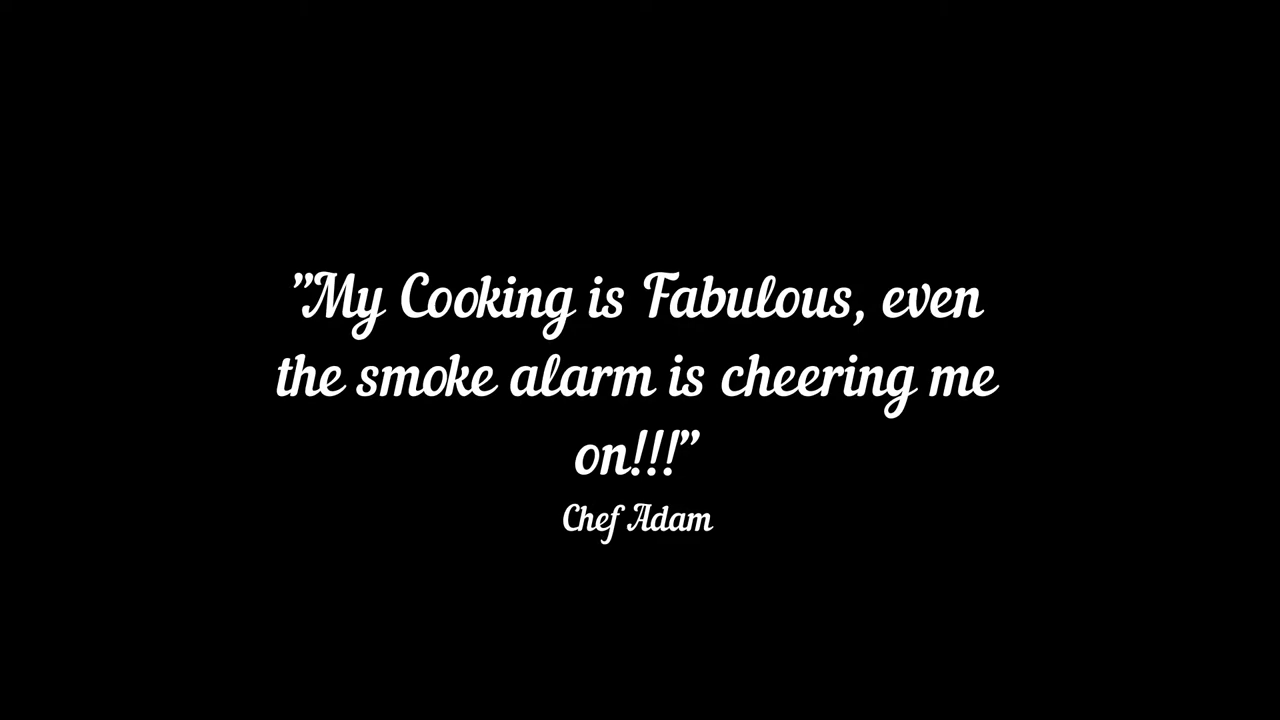 ”My Cooking is Fabulous, even
the smoke alarm is cheering me
on!!!”
Chef Adam